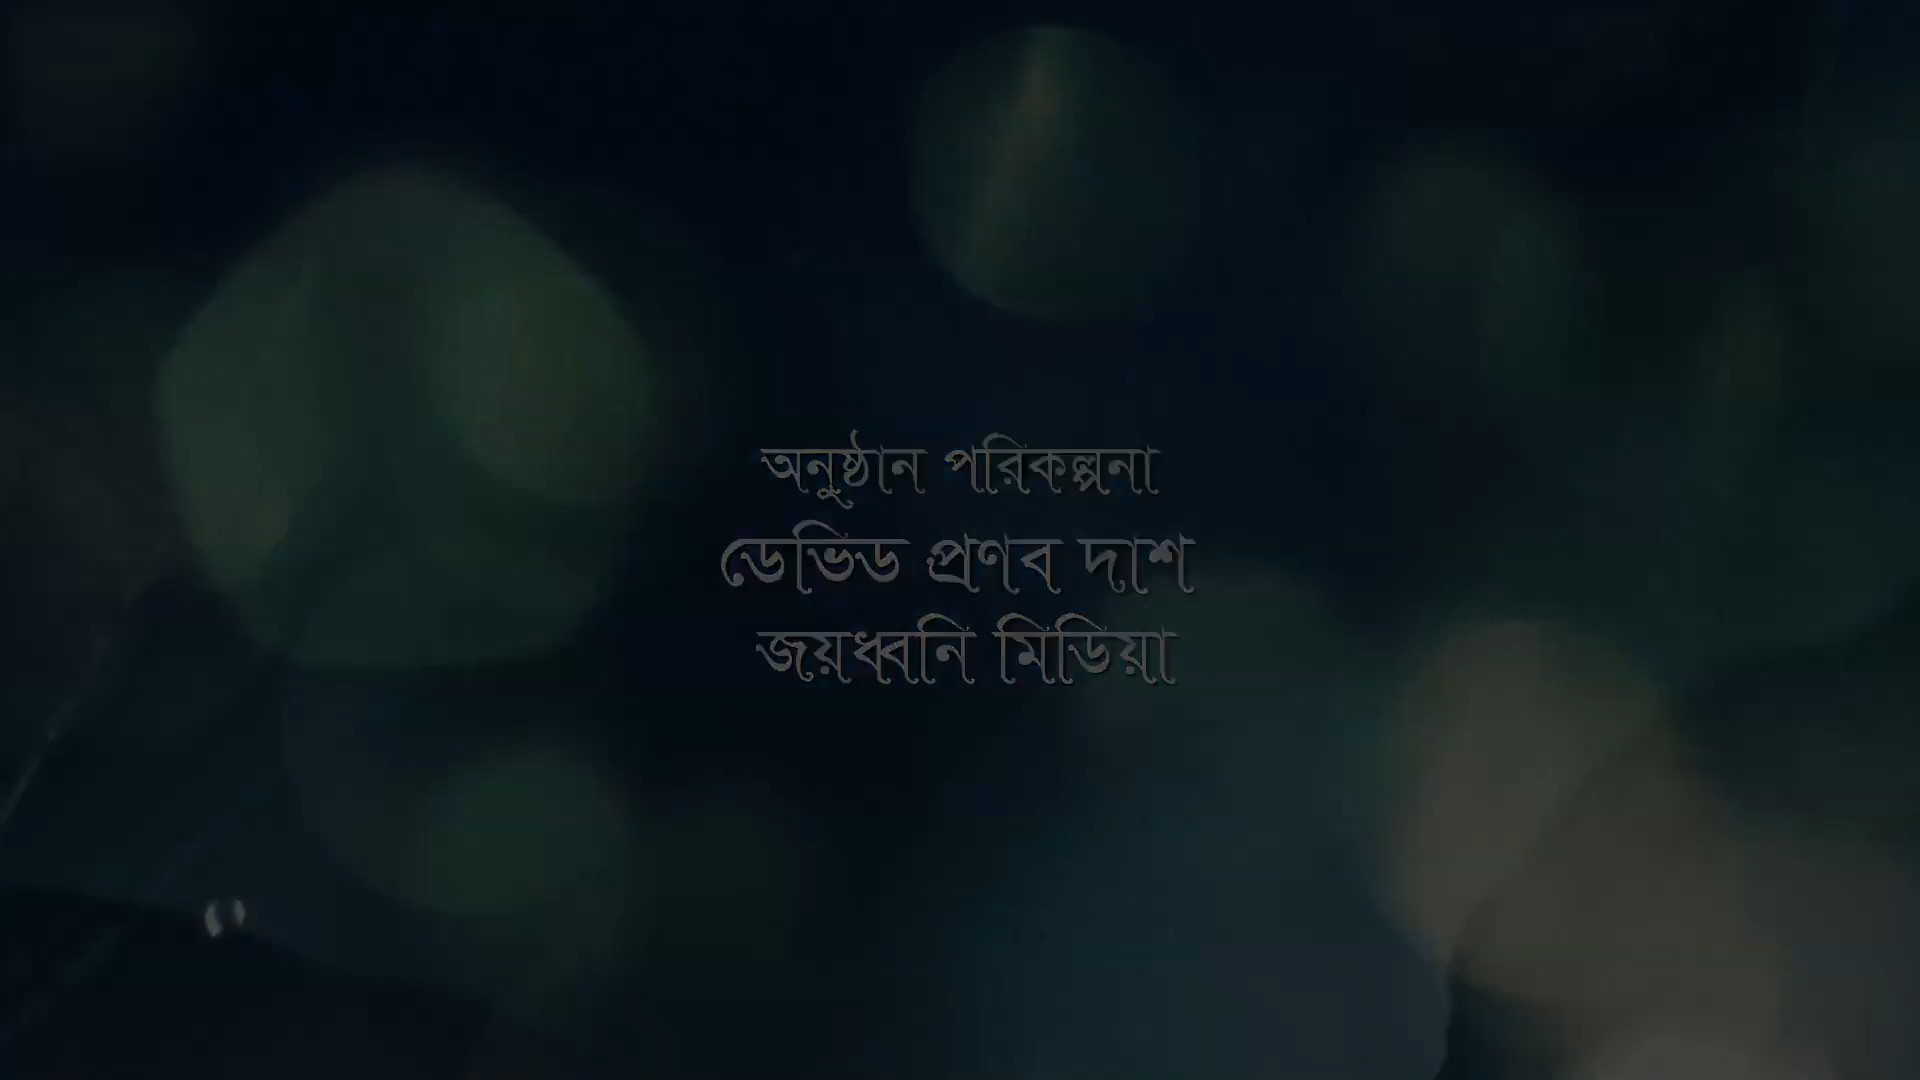 অনুষ্ঠান পরিকল্পনা
ডেভিড প্রণব দাশ
জয়ধ্বনি মিডিয়া